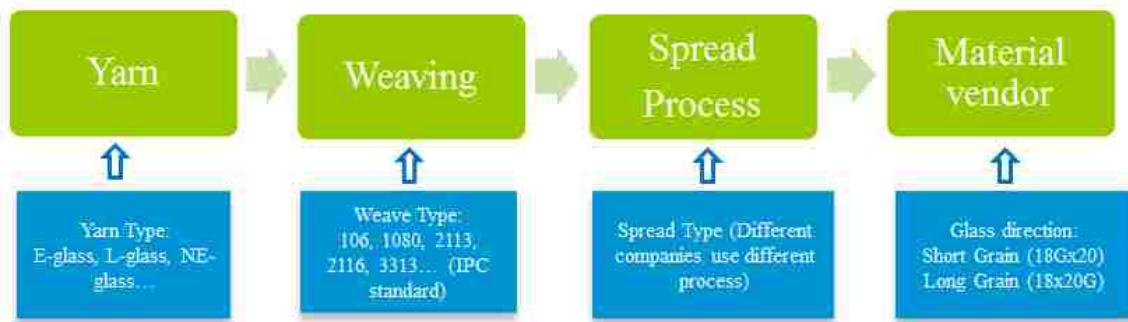 Yarn
Weaving
Spread
Process
Material
vendor
Yarn Type:
E-glass, L-glass, NE-
glass…
Weave Type:
106, 1080, 2113,
2116, 3313… (IPC
standard)
Spread Type (Different
companies use different
process)
Glass direction:
Short Grain (18Gx20)
Long Grain (18x20G)